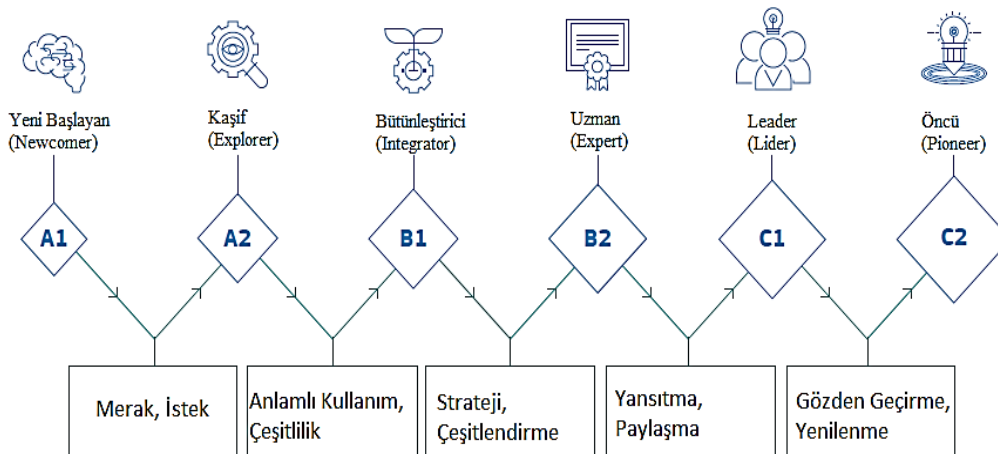 Yeni Başlayan
(Newcomer)
Kaşif
(Explorer)
Bütünleştirici
(Integrator)
Uzman
(Expert)
Leader
(Lider)
Öncü
(Pioneer)
A1
A2
B1
B2
C1
C2
Merak, İstek
Anlamlı Kullanım,
Çeşitlilik
Strateji,
Çeşitlendirme
Yansıtma,
Paylaşma
Gözden Geçirme,
Yenilenme